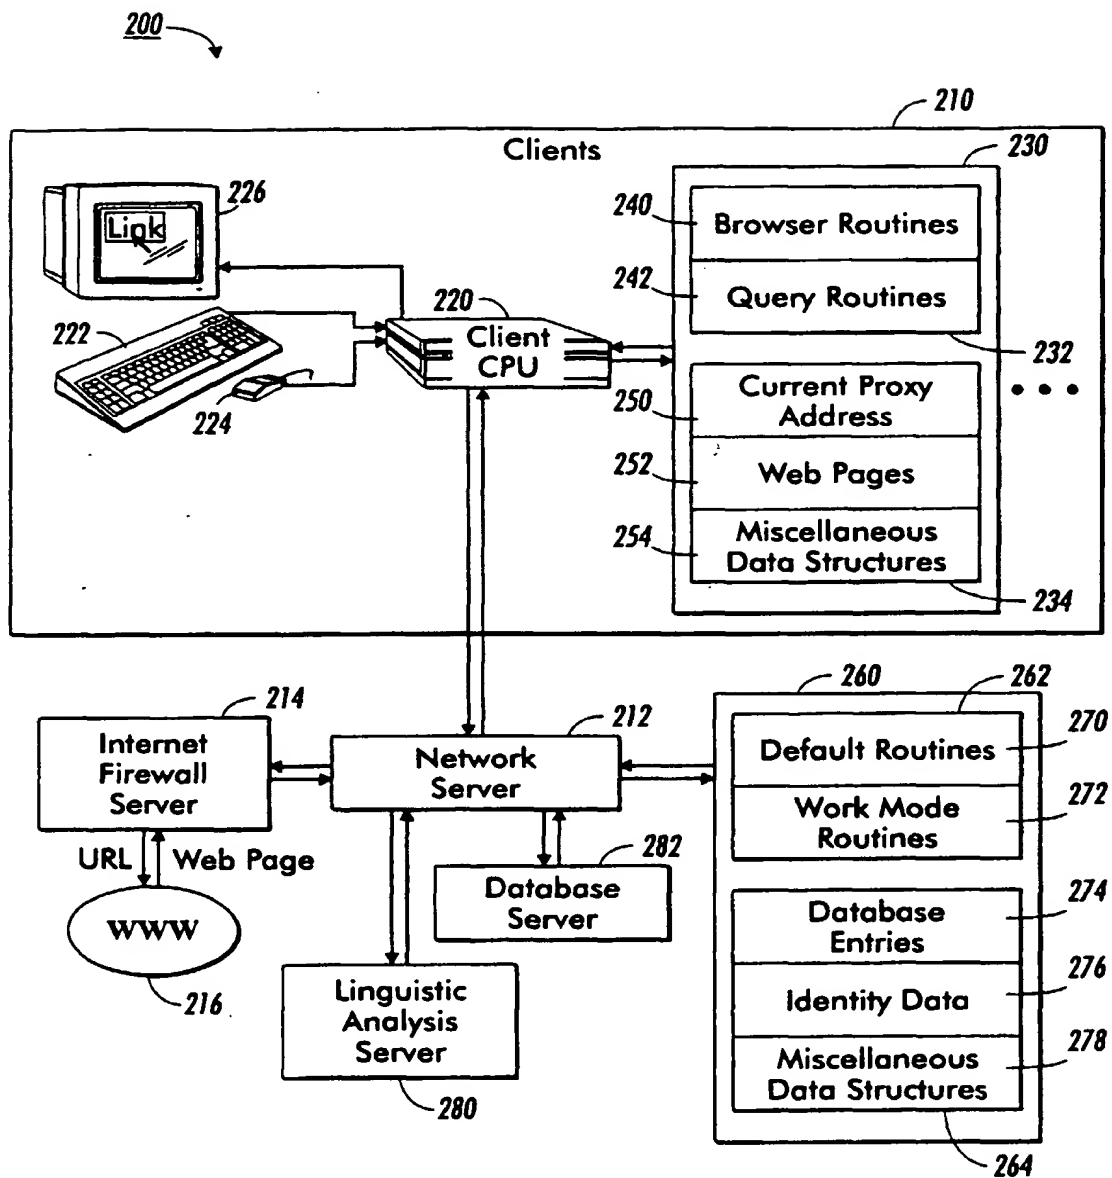 200
210
Clients
230
226
Link
240
Browser Routines
242
Query Routines
232
220
Client
CPU
222
224
250
Current Proxy
Address
252
Web Pages
254
Miscellaneous
Data Structures
234
• • •
214
Internet
Firewall
Server
212
Network
Server
260
262
270
Default Routines
272
Work Mode
Routines
URL
Web Page
WWW
216
282
Database
Server
Linguistic
Analysis
Server
280
274
Database
Entries
276
Identity Data
278
Miscellaneous
Data Structures
264